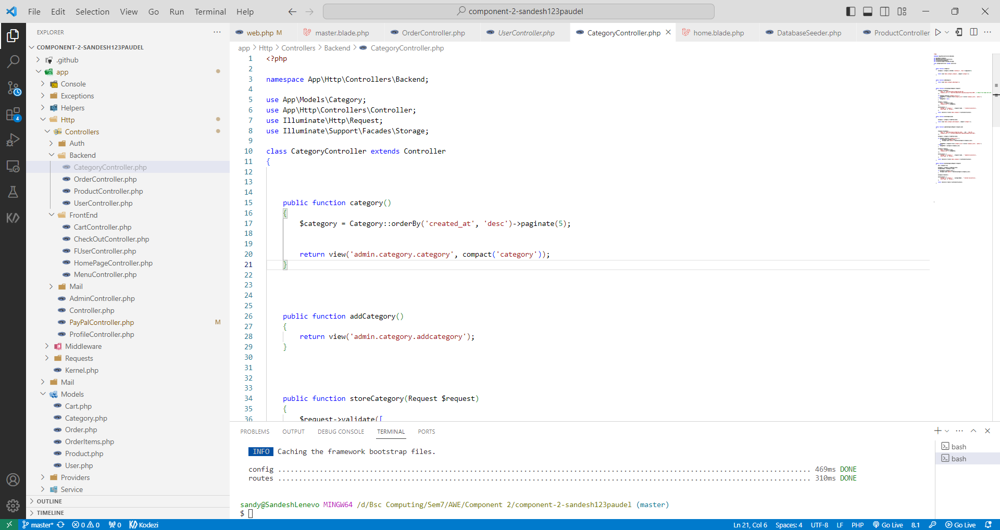 File Edit Selection View Go Run Terminal Help
component-2-sandesh123paudel
EXPLORER
COMPONENT-2-SANDESH123PAUDEL
.github
app
Console
Exceptions
Helpers
Http
Controllers
Auth
Backend
CategoryController.php
OrderController.php
ProductController.php
UserController.php
FrontEnd
CartController.php
CheckOutController.php
FUserController.php
HomePageController.php
MenuController.php
Mail
AdminController.php
Controller.php
PayPalController.php M
ProfileController.php
Middleware
Requests
Kernel.php
Mail
Models
Cart.php
Category.php
Order.php
OrderItems.php
Product.php
User.php
Providers
Service
OUTLINE
TIMELINE
4
web.php M master.blade.php OrderController.php UserController.php CategoryController.php home.blade.php DatabaseSeeder.php ProductController
app > Http > Controllers > Backend > CategoryController.php
1 <?php
2
3 namespace App\Http\Controllers\Backend;
4
5 use App\Models\Category;
6 use App\Http\Controllers\Controller;
7 use Illuminate\Http\Request;
8 use Illuminate\Support\Facades\Storage;
9
10 class CategoryController extends Controller
11 {
12
13
14
15 public function category()
16 {
17 $category = Category::orderBy('created_at', 'desc')->paginate(5);
18
19
20 return view('admin.category.category', compact('category'));
21 }
22
23
24
25
26 public function addCategory()
27 {
28 return view('admin.category.addcategory');
29 }
30
31
32
33
34 public function storeCategory(Request $request)
35 {
36 $request->validate([
PROBLEMS OUTPUT DEBUG CONSOLE TERMINAL PORTS
INFO Caching the framework bootstrap files.
config ................................................................ 469ms DONE
routes ................................................................ 310ms DONE
sandy@SandeshLenevo MINGW64 /d/Bsc Computing/Sem7/AWE/Component 2/component-2-sandesh123paudel (master)
$
bash
bash
master* 0 0 0 Kodezi Ln 21, Col 6 Spaces: 4 UTF-8 LF PHP Go Live 8.1 Go Live